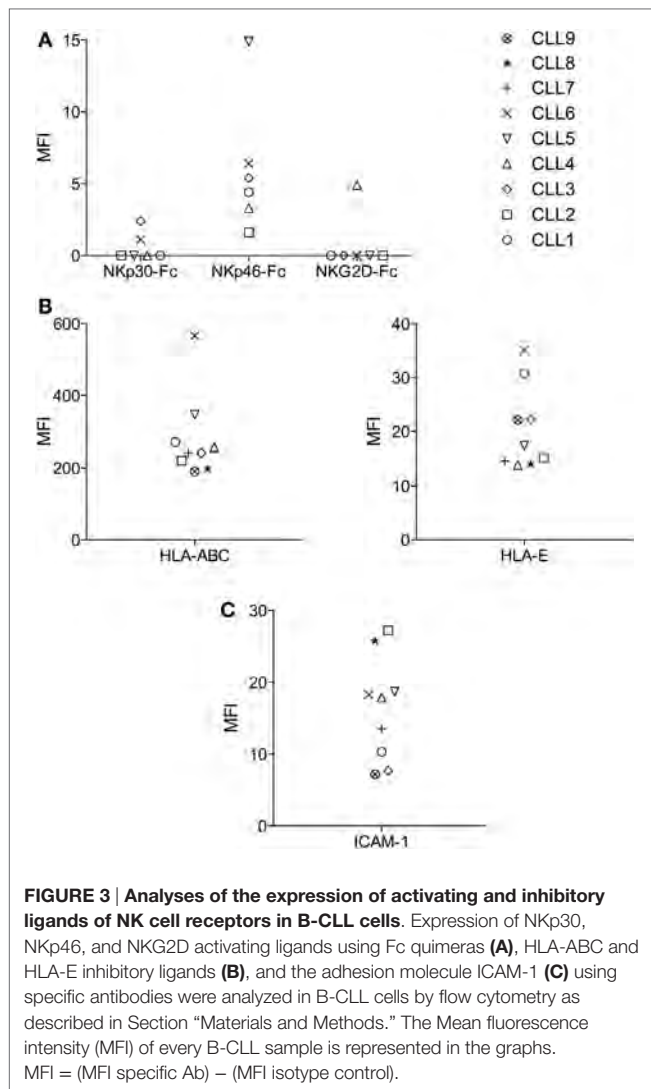 A
15
10
5
0
MFI
NKp30-Fc
NKp46-Fc
NKG2D-Fc
CLL9
CLL8
CLL7
CLL6
CLL5
CLL4
CLL3
CLL2
CLL1
B
600
400
200
0
MFI
HLA-ABC
40
30
20
10
0
MFI
HLA-E
C
30
20
10
0
MFI
ICAM-1
FIGURE 3 | Analyses of the expression of activating and inhibitory
ligands of NK cell receptors in B-CLL cells. Expression of NKp30,
NKp46, and NKG2D activating ligands using Fc quimeras (A), HLA-ABC and
HLA-E inhibitory ligands (B), and the adhesion molecule ICAM-1 (C) using
specific antibodies were analyzed in B-CLL cells by flow cytometry as
described in Section “Materials and Methods.” The Mean fluorescence
intensity (MFI) of every B-CLL sample is represented in the graphs.
MFI = (MFI specific Ab) − (MFI isotype control).